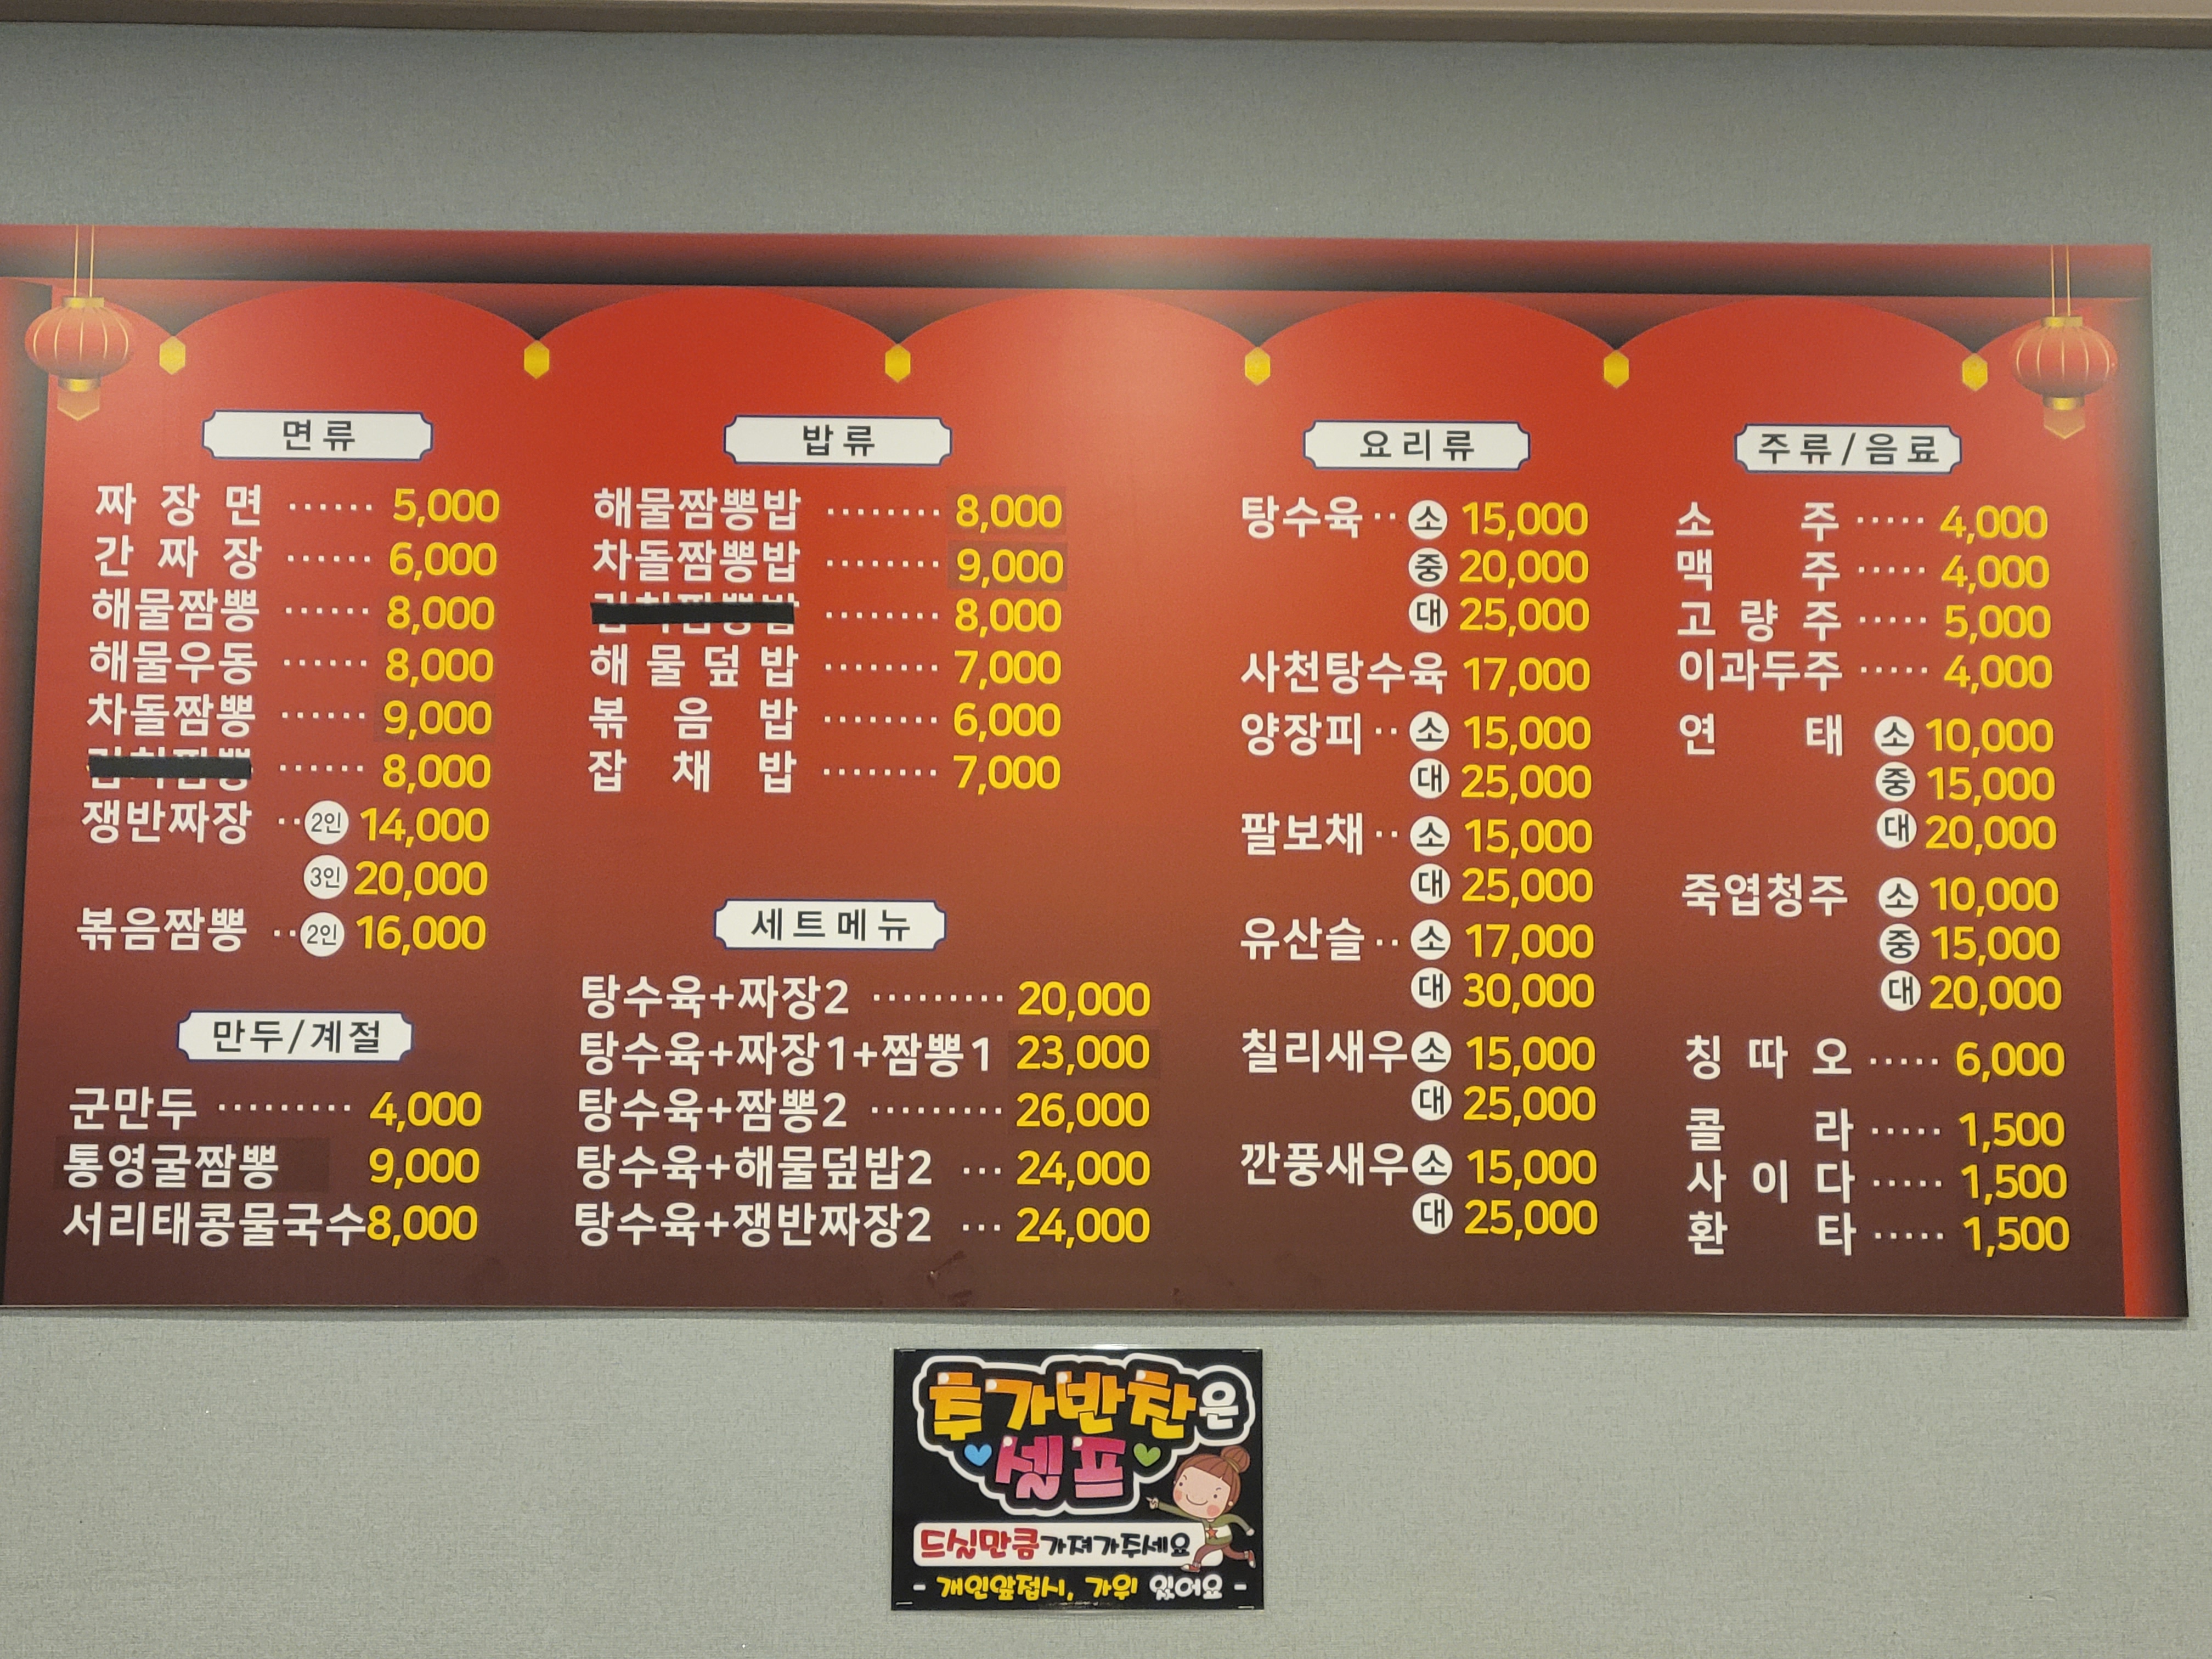 면류
짜장면 ...... 5,000
간짜장 ...... 6,000
해물짬뽕 ...... 8,000
해물우동 ...... 8,000
차돌짬뽕 ...... 9,000
...... 8,000
쟁반짜장 ..2인 14,000
3인 20,000
볶음짬뽕 ..2인 16,000
만두/계절
군만두 ......... 4,000
통영굴짬뽕 9,000
서리태콩물국수8,000
밥류
해물짬뽕밥 ........ 8,000
차돌짬뽕밥 ........ 9,000
........ 8,000
해물덮밥 ........ 7,000
볶음밥 ........ 6,000
잡채밥 ........ 7,000
세트메뉴
탕수육+짜장2 ......... 20,000
탕수육+짜장1+짬뽕1 23,000
탕수육+짬뽕2 ......... 26,000
탕수육+해물덮밥2 ... 24,000
탕수육+쟁반짜장2 ... 24,000
요리류
탕수육..소 15,000
중 20,000
대 25,000
사천탕수육 17,000
양장피..소 15,000
대 25,000
팔보채..소 15,000
대 25,000
유산슬..소 17,000
대 30,000
칠리새우소 15,000
대 25,000
깐풍새우소 15,000
대 25,000
주류/음료
소주 ..... 4,000
맥주 ..... 4,000
고량주 ..... 5,000
이과두주 ..... 4,000
연태 소 10,000
중 15,000
대 20,000
죽엽청주 소 10,000
중 15,000
대 20,000
칭따오 ..... 6,000
콜라 ..... 1,500
사이다 ..... 1,500
환타 ..... 1,500
추가반찬은
셀프
드실만큼가져가주세요
- 개인앞접시, 가위 있어요 -